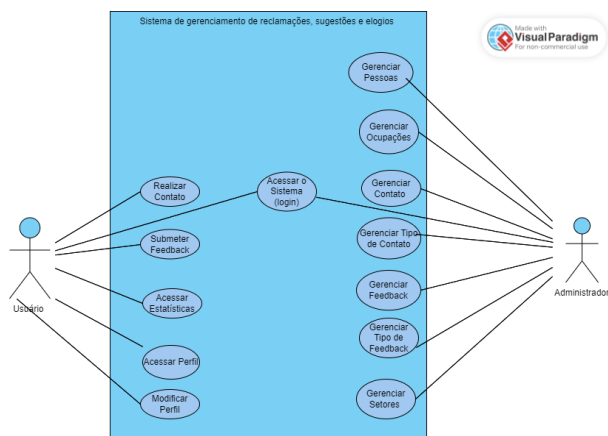 Sistema de gerenciamento de reclamações, sugestões e elogios
Made with
VisualParadigm
For non-commercial use
Gerenciar
Pessoas
Gerenciar
Ocupações
Realizar
Contato
Acessar o
Sistema
(login)
Gerenciar
Contato
Submeter
Feedback
Gerenciar Tipo
de Contato
Acessar
Estatísticas
Gerenciar
Feedback
Usuário
Administrador
Gerenciar
Tipo de
Feedback
Acessar Perfil
Modificar
Perfil
Gerenciar
Setores